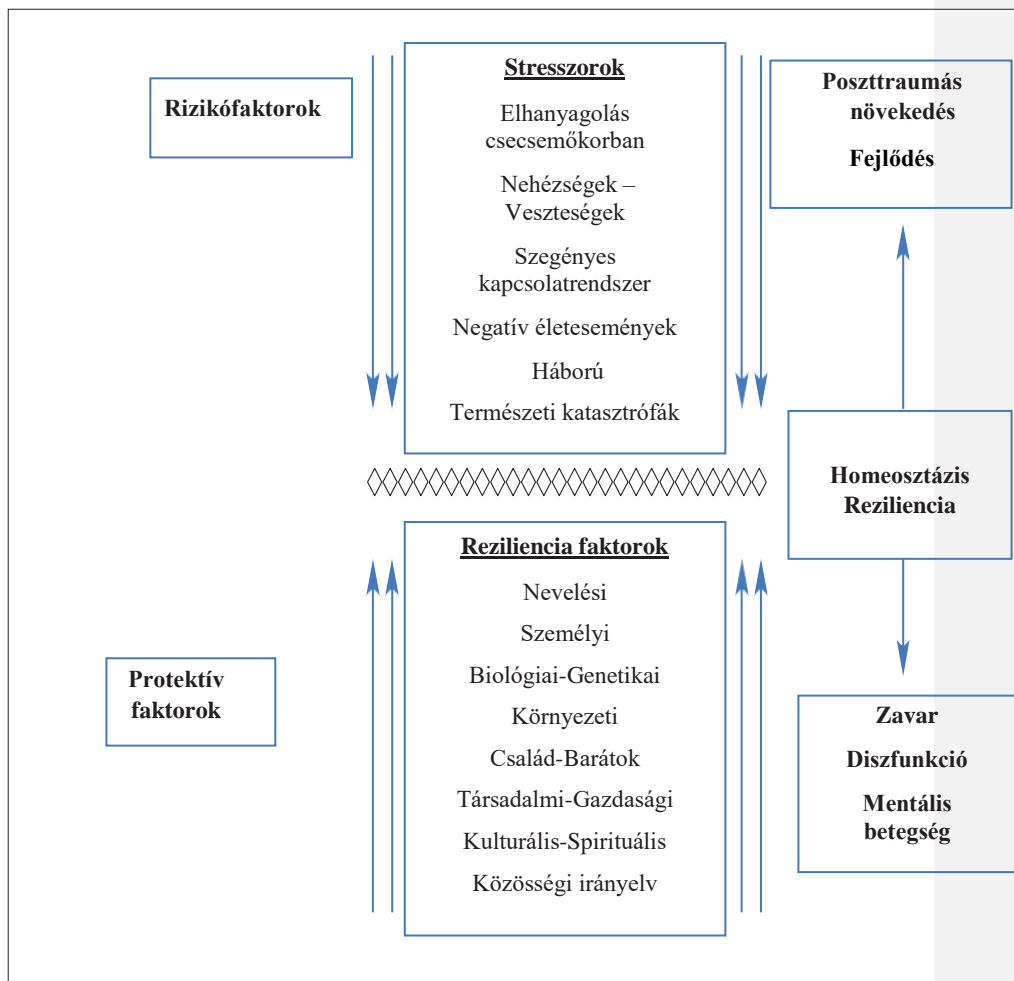 Rizikófaktorok
Stresszorok
Elhanyagolás
csecsemőkorban
Nehézségek –
Veszteségek
Szegényes
kapcsolatrendszer
Negatív életesemények
Háború
Természeti katasztrófák
Poszttraumás
növekedés
Fejlődés
Homeosztázis
Reziliencia
Protektív
faktorok
Reziliencia faktorok
Nevelési
Személyi
Biológiai-Genetikai
Környezeti
Család-Barátok
Társadalmi-Gazdasági
Kulturális-Spirituális
Közösségi irányelv
Zavar
Diszfunkció
Mentális
betegség